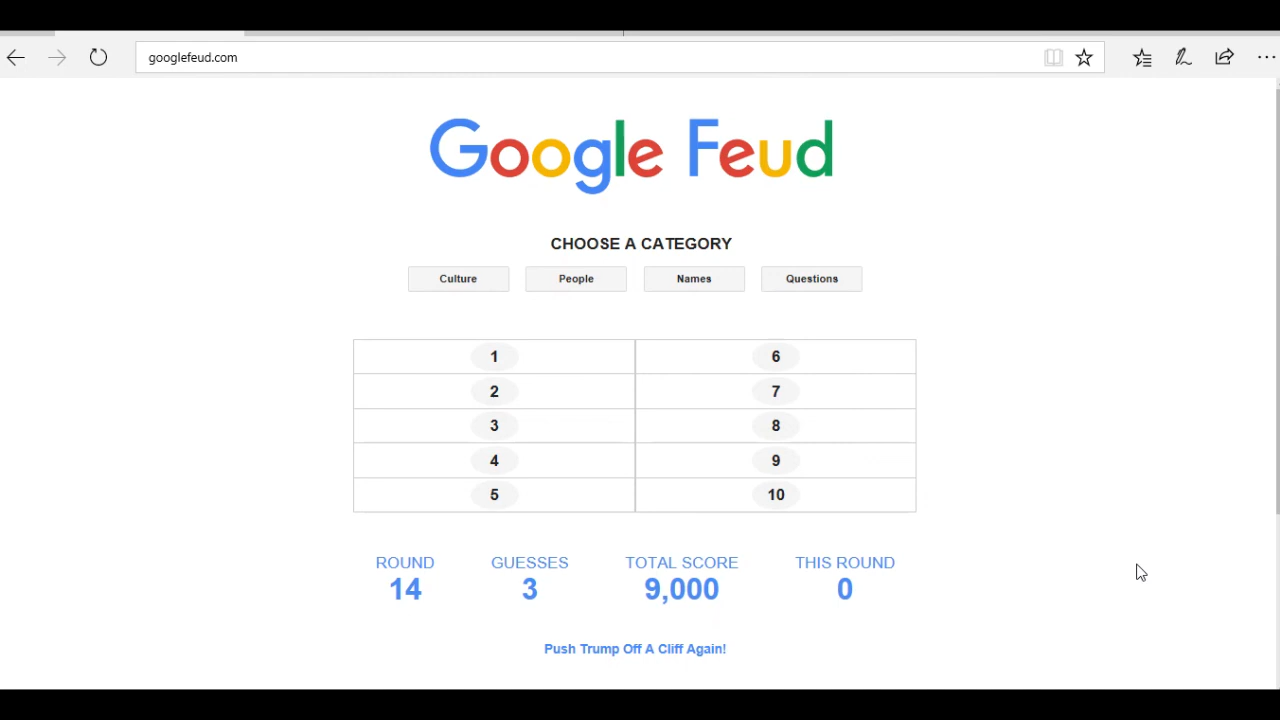 googlefeud.com
Google Feud
CHOOSE A CATEGORY
Culture People Names Questions
1 6
2 7
3 8
4 9
5 10
ROUND GUESSES TOTAL SCORE THIS ROUND
14 3 9,000 0
Push Trump Off A Cliff Again!